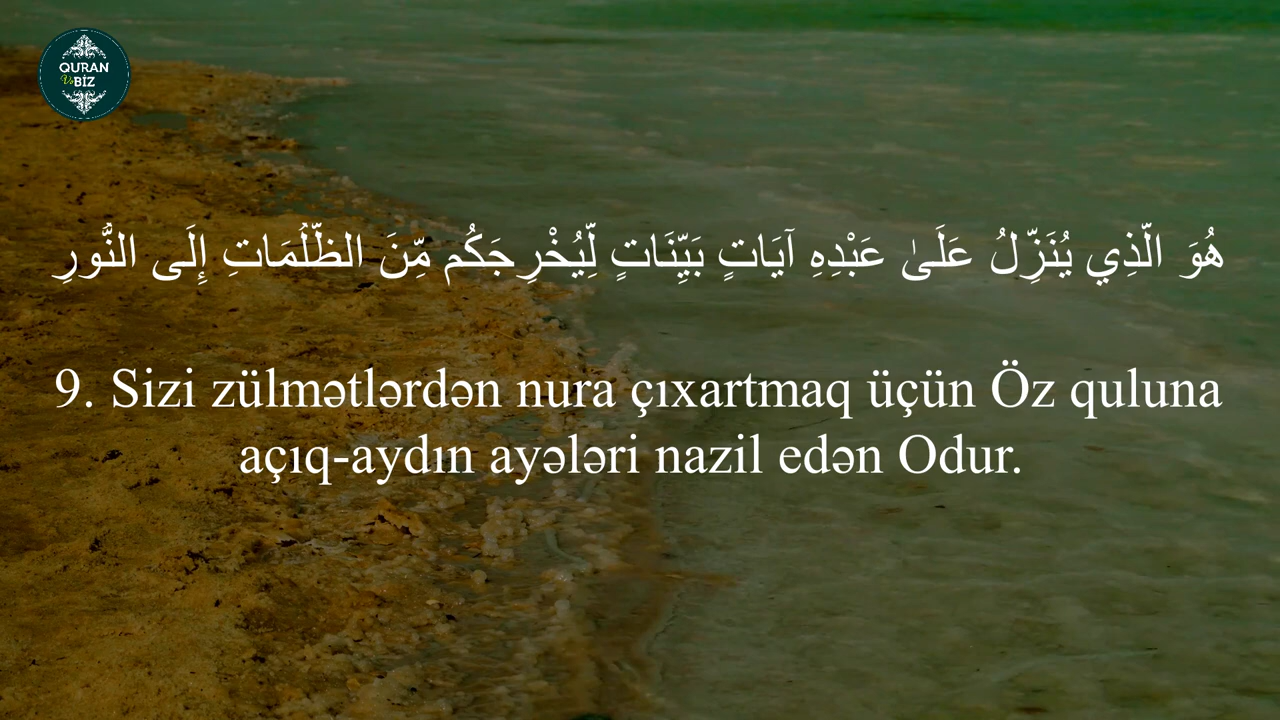 QURAN
Və
BİZ
هُوَ الَّذِي يُنَزِّلُ عَلَىٰ عَبْدِهِ آيَاتٍ بَيِّنَاتٍ لِّيُخْرِجَكُم مِّنَ الظُّلُمَاتِ إِلَى النُّورِ
9. Sizi zülmətlərdən nura çıxartmaq üçün Öz quluna
açıq-aydın ayələri nazil edən Odur.